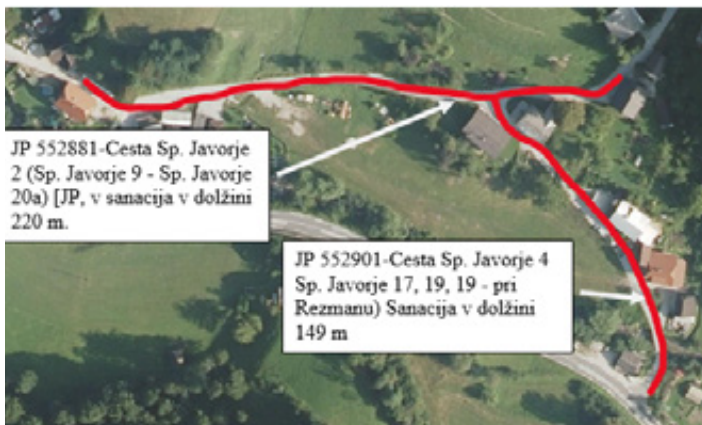 JP 552881-Cesta Sp. Javorje
2 (Sp. Javorje 9 - Sp. Javorje
20a) [JP, v sanacija v dolžini
220 m.
JP 552901-Cesta Sp. Javorje 4
Sp. Javorje 17, 19, 19 - pri
Rezmanu) Sanacija v dolžini
149 m